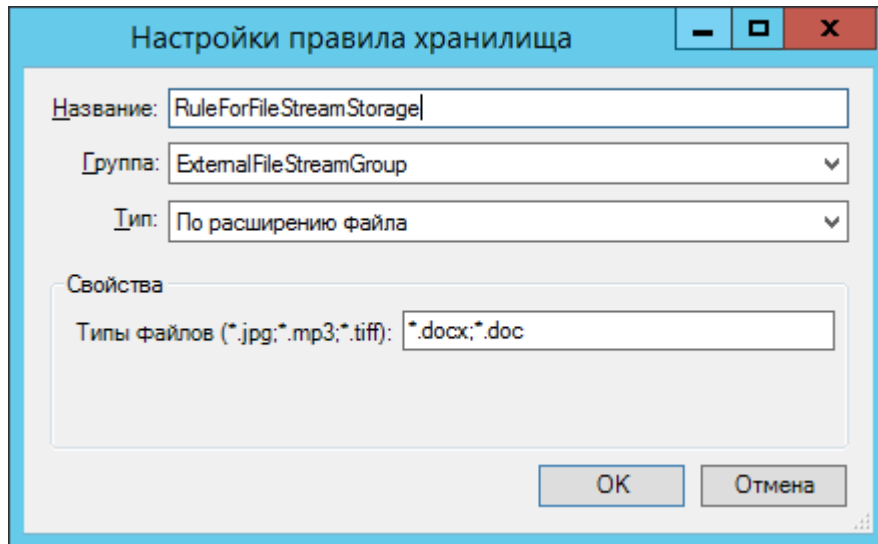 Настройки правила хранилища
Название: RuleForFileStreamStorage
Группа: ExternalFileStreamGroup
Тип: По расширению файла
Свойства
Типы файлов (*.jpg;*.mp3;*.tiff): *.docx;*.doc
OK Отмена